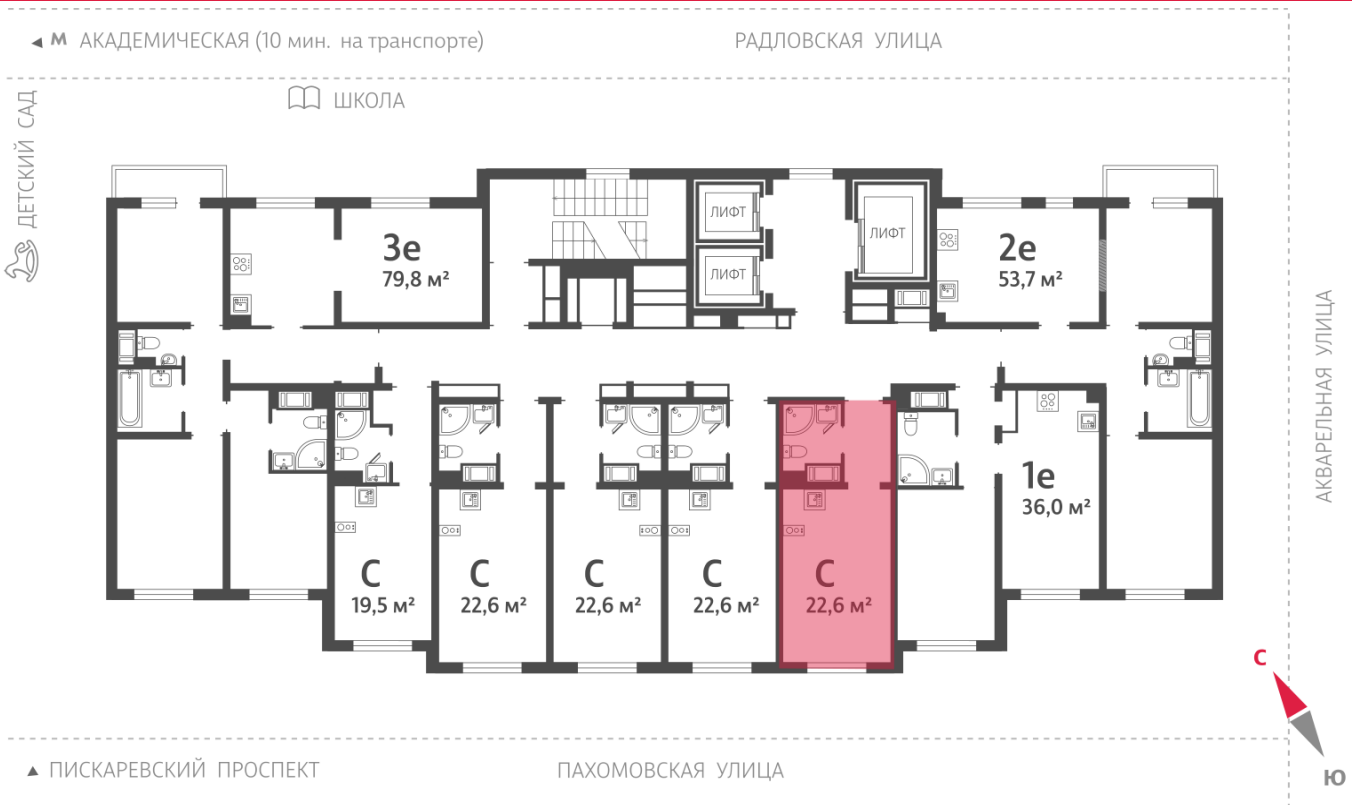 М АКАДЕМИЧЕСКАЯ (10 мин. на транспорте)
РАДЛОВСКАЯ УЛИЦА
ШКОЛА
ДЕТСКИЙ САД
ЛИФТ
ЛИФТ
ЛИФТ
3е
79,8 м²
2е
53,7 м²
АКВАРЕЛЬНАЯ УЛИЦА
1е
36,0 м²
С
19,5 м²
С
22,6 м²
С
22,6 м²
С
22,6 м²
С
22,6 м²
С
Ю
ПИСКАРЕВСКИЙ ПРОСПЕКТ
ПАХОМОВСКАЯ УЛИЦА